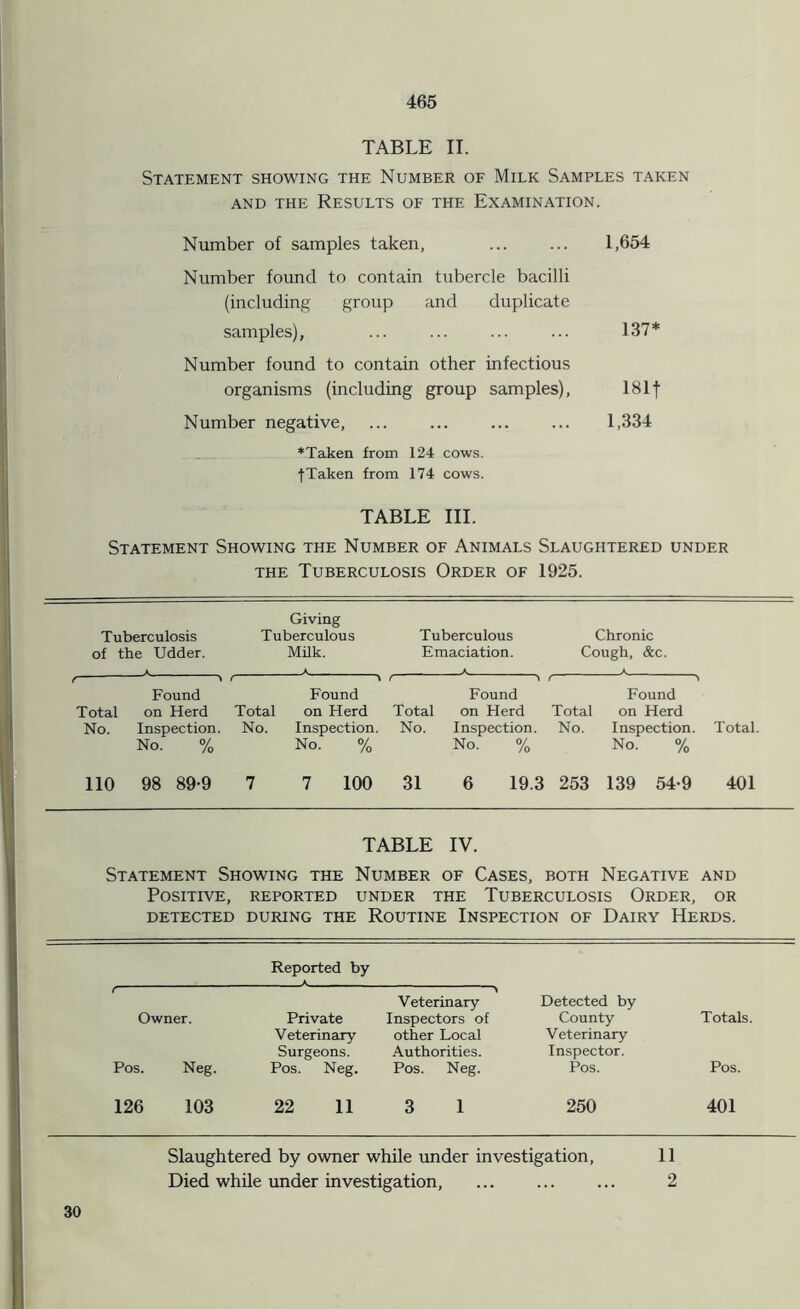 465
TABLE II.
Statement showing the Number of Milk Samples taken
and the Results of the Examination.
Number of samples taken, ... ... 1,654
Number found to contain tubercle bacilli
(including group and duplicate
samples), ... ... ... ... 137*
Number found to contain other infectious
organisms (including group samples), 181†
Number negative, ... ... ... ... 1,334
*Taken from 124 cows.
†Taken from 174 cows.
TABLE III.
Statement Showing the Number of Animals Slaughtered under
the Tuberculosis Order of 1925.
Giving
Tuberculosis Tuberculous Tuberculous Chronic
of the Udder. Milk. Emaciation. Cough, &c.
Found Found Found Found
Total on Herd Total on Herd Total on Herd Total on Herd
No. Inspection. No. Inspection. No. Inspection. No. Inspection. Total.
No. % No. % No. % No. %
110 98 89·9 7 7 100 31 6 19.3 253 139 54·9 401
TABLE IV.
Statement Showing the Number of Cases, both Negative and
Positive, reported under the Tuberculosis Order, or
detected during the Routine Inspection of Dairy Herds.
Reported by
Veterinary Detected by
Owner. Private Inspectors of County Totals.
Veterinary other Local Veterinary
Surgeons. Authorities. Inspector.
Pos. Neg. Pos. Neg. Pos. Neg. Pos. Pos.
126 103 22 11 3 1 250 401
Slaughtered by owner while under investigation, 11
Died while under investigation, ... ... ... 2
30